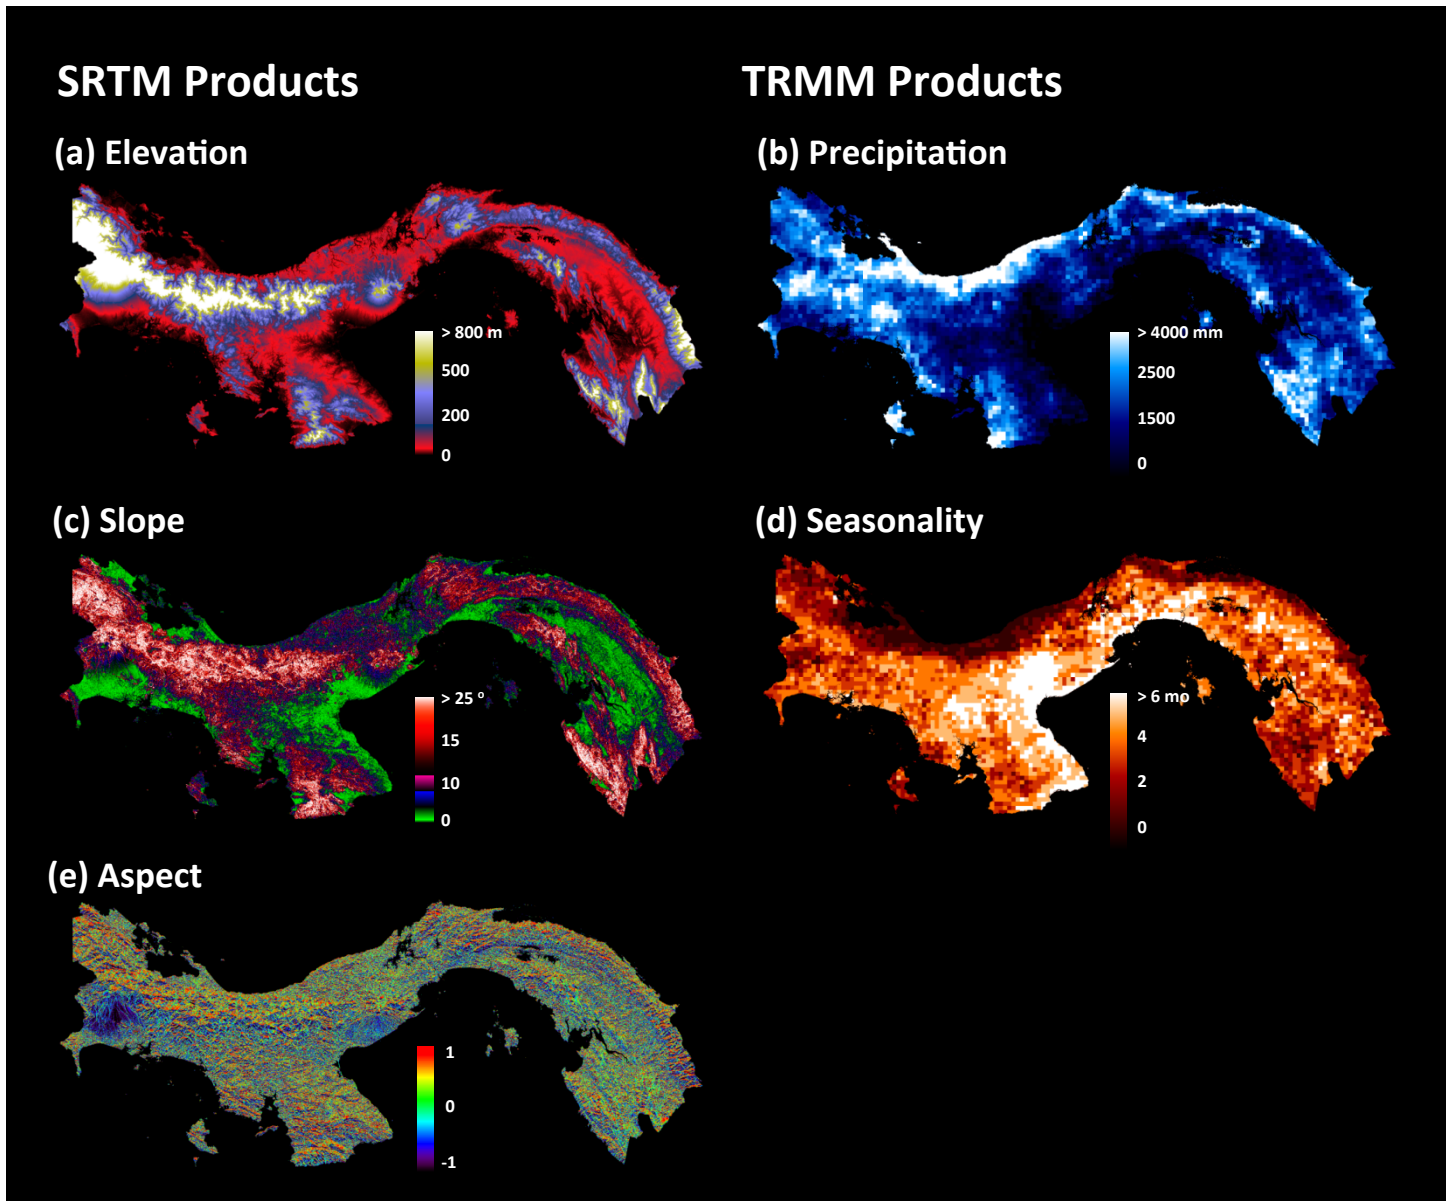 SRTM Products
TRMM Products
(a) Elevation
(b) Precipitation
> 800 m
500
200
0
> 4000 mm
2500
1500
0
(c) Slope
(d) Seasonality
> 25 °
15
10
0
> 6 mo
4
2
0
(e) Aspect
1
0
-1